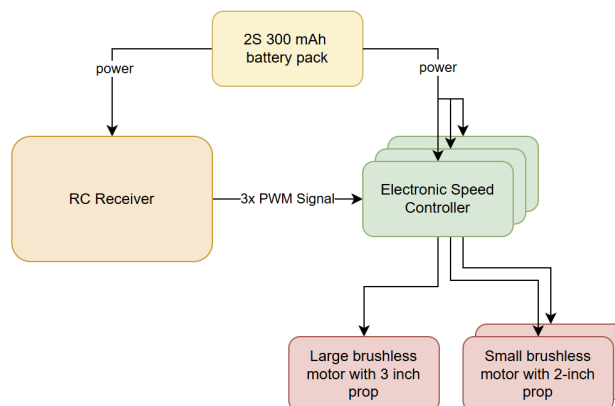 2S 300 mAh
battery pack
power
power
RC Receiver
3x PWM Signal
Electronic Speed
Controller
Large brushless
motor with 3 inch
prop
Small brushless
motor with 2-inch
prop